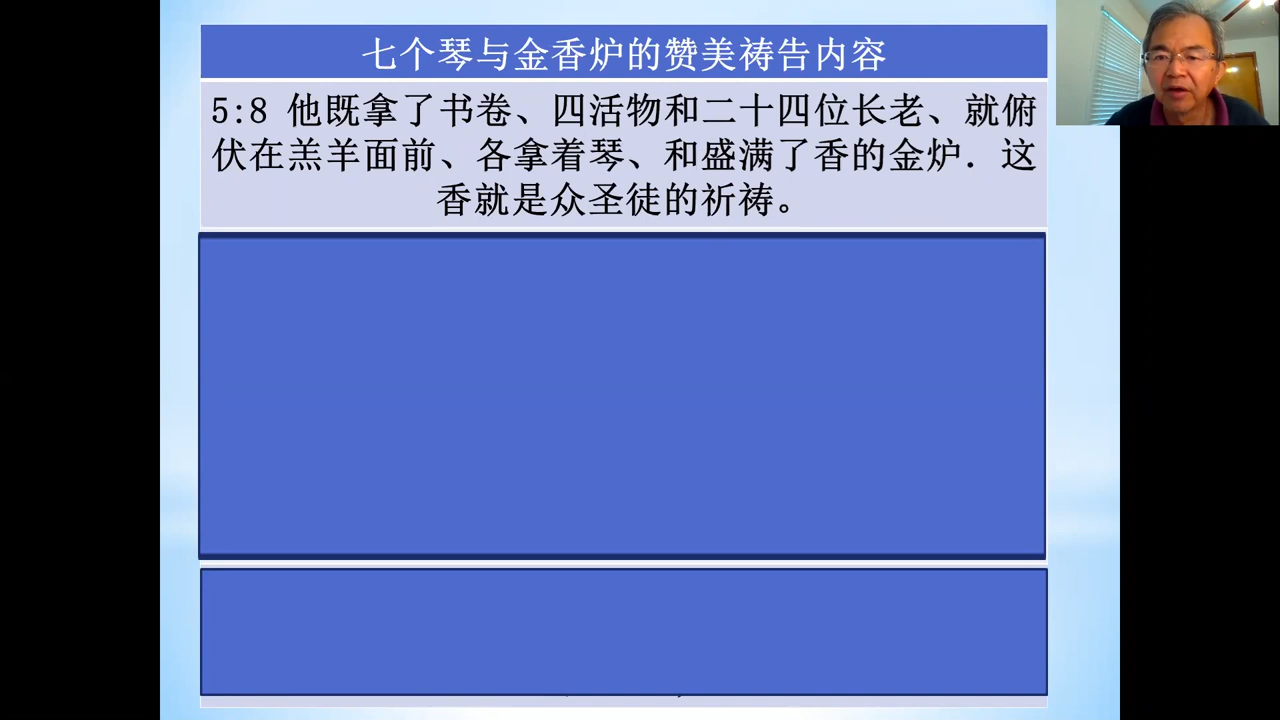 七个琴与金香炉的赞美祷告内容
5:8 他既拿了书卷、四活物和二十四位长老、就俯
伏在羔羊面前、各拿着琴、和盛满了香的金炉．这
香就是众圣徒的祈祷。